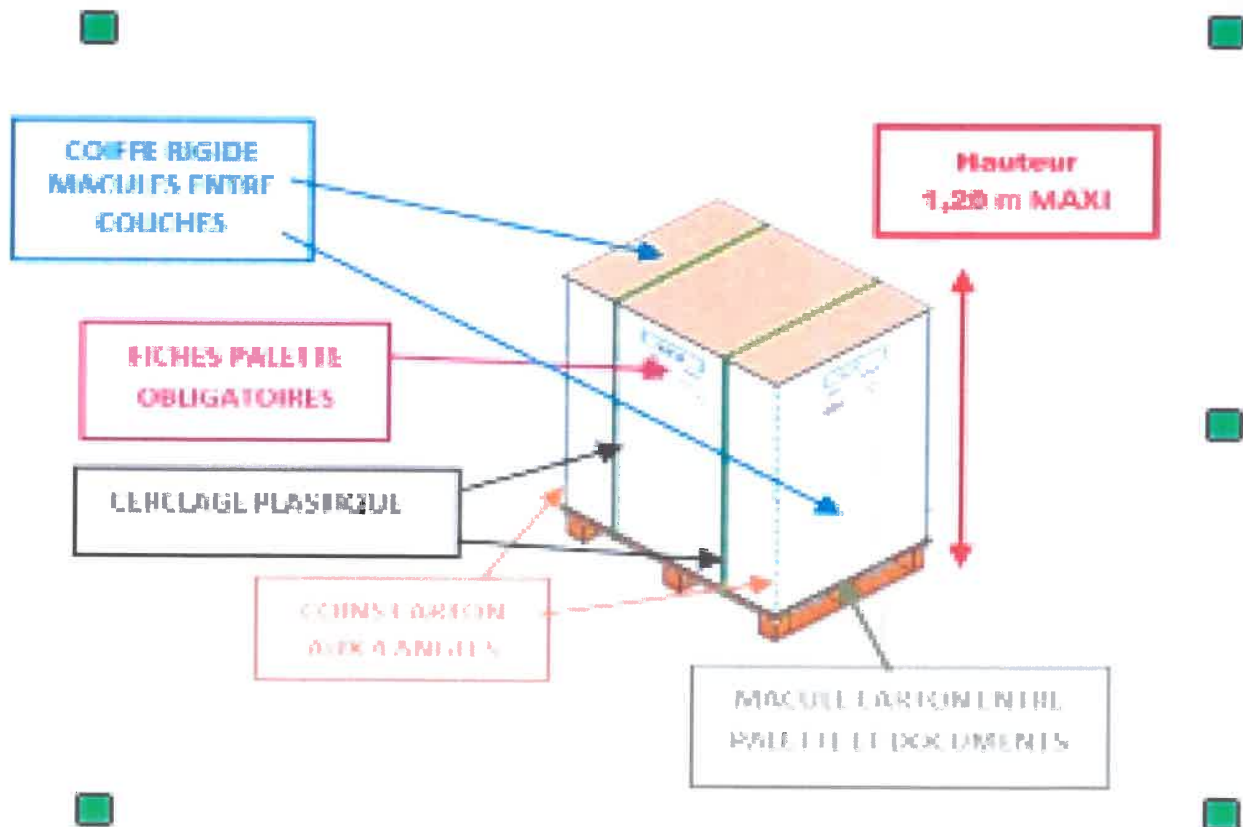 COIFFE RIGIDE
MACULES ENTRE
COUCHES
Hauteur
1,20 m MAXI
FICHES PALETTE
OBLIGATOIRES
CERCLAGE PLASTIQUE
COINS CARTON
AUX 4 ANGLES
MACULE CARTON ENTRE
PALETTE ET DOCUMENTS